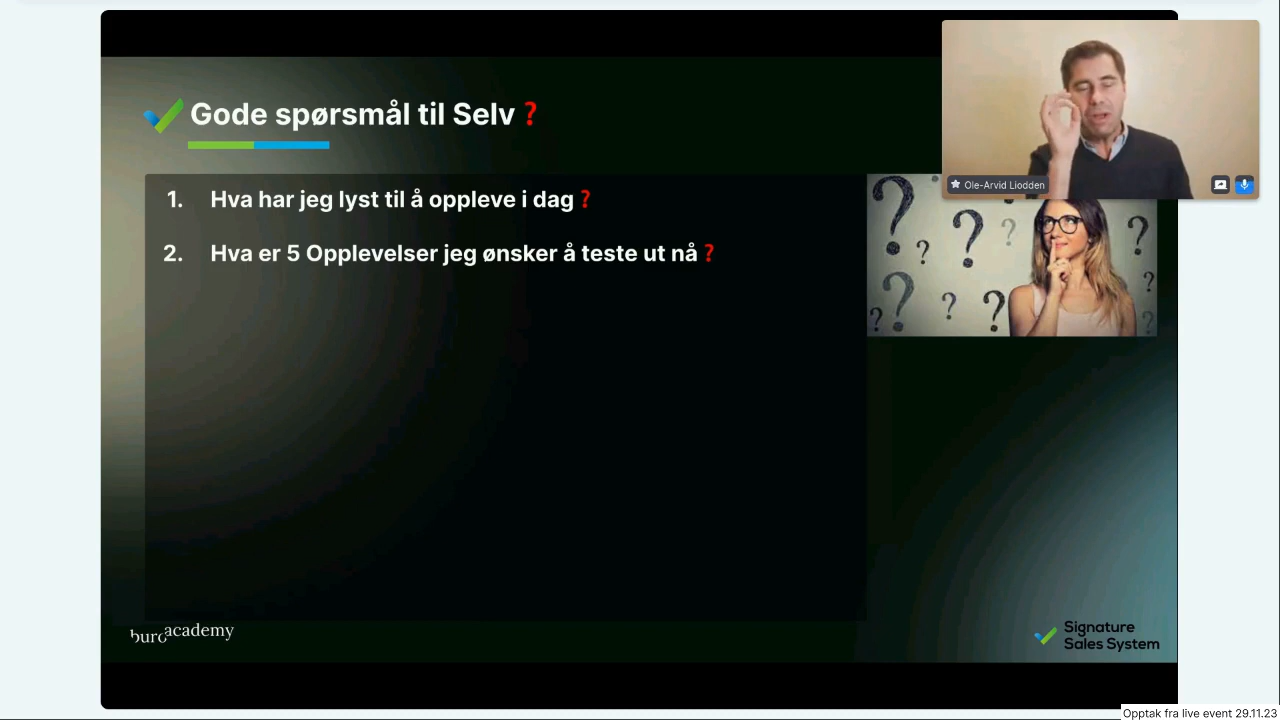 Gode spørsmål til Selv ?
1. Hva har jeg lyst til å oppleve i dag ?
2. Hva er 5 Opplevelser jeg ønsker å teste ut nå ?
Ole-Arvid Liodden
? ? ? ? ? ? ? ? ? ? ?
buro academy
Signature
Sales System
Opptak fra live event 29.11.23